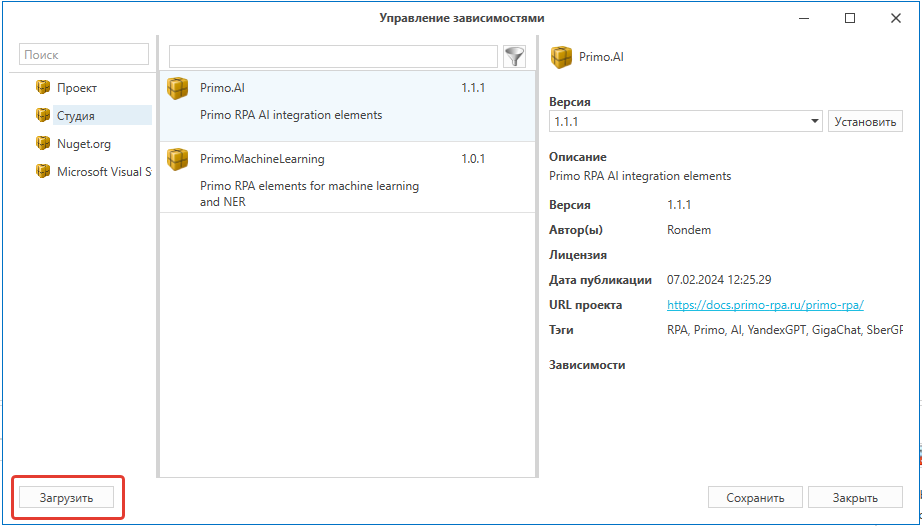 Управление зависимостями
Поиск
Проект
Студия
Nuget.org
Microsoft Visual S
Primo.AI 1.1.1
Primo RPA AI integration elements
Primo.MachineLearning 1.0.1
Primo RPA elements for machine learning
and NER
Primo.AI
Версия
1.1.1
Установить
Описание
Primo RPA AI integration elements
Версия 1.1.1
Автор(ы) Rondem
Лицензия
Дата публикации 07.02.2024 12:25.29
URL проекта https://docs.primo-rpa.ru/primo-rpa/
Тэги RPA, Primo, AI, YandexGPT, GigaChat, SberGP
Зависимости
Загрузить
Сохранить
Закрыть